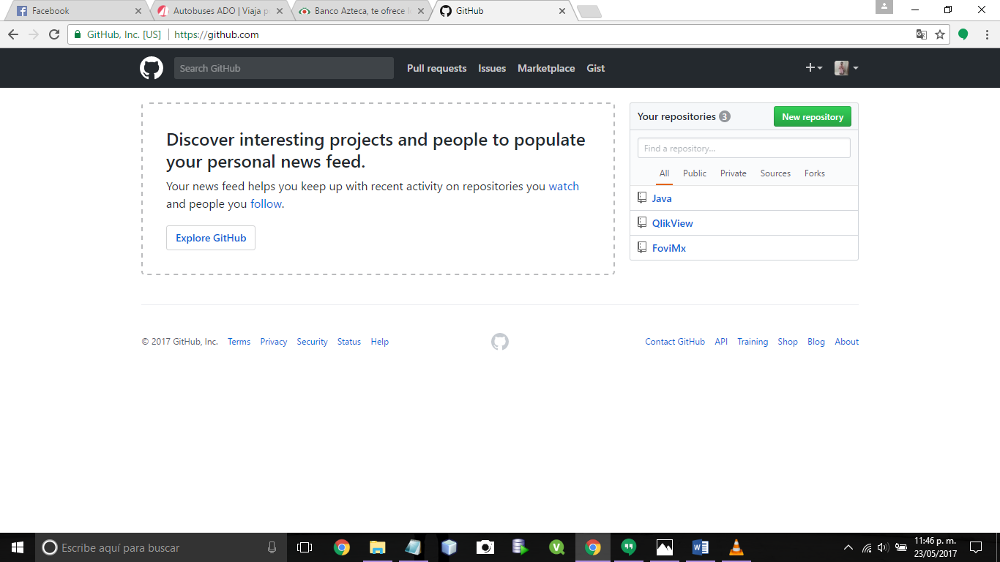 Facebook
Autobuses ADO | Viaja p
Banco Azteca, te ofrece l
GitHub
GitHub, Inc. [US]
https://github.com
Search GitHub
Pull requests
Issues
Marketplace
Gist
Discover interesting projects and people to populate
your personal news feed.
Your news feed helps you keep up with recent activity on repositories you watch
and people you follow.
Explore GitHub
Your repositories 3
New repository
Find a repository...
All
Public
Private
Sources
Forks
Java
QlikView
FoviMx
© 2017 GitHub, Inc.
Terms
Privacy
Security
Status
Help
Contact GitHub
API
Training
Shop
Blog
About
Escribe aquí para buscar
11:46 p. m.
23/05/2017